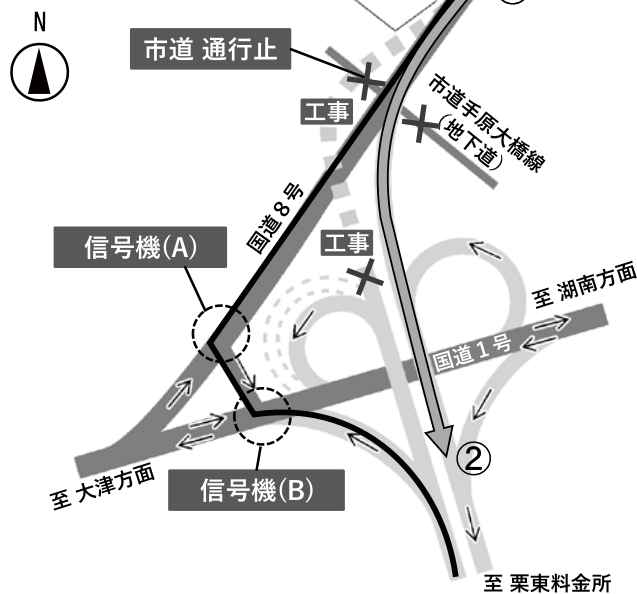 N
市道 通行止
工事
市道手原大橋線
(地下道)
国道8号
信号機(A)
工事
至 湖南方面
国道1号
②
至 大津方面
信号機(B)
至 栗東料金所